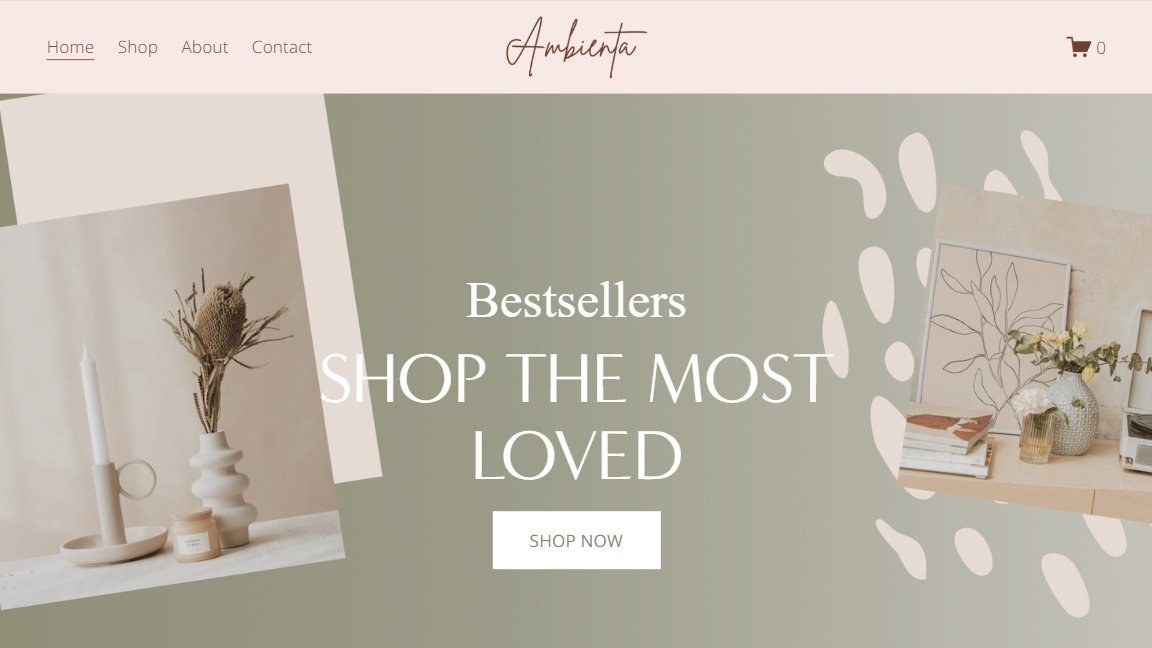 Home Shop About Contact
Ambienta
0
Bestsellers
SHOP THE MOST
LOVED
SHOP NOW